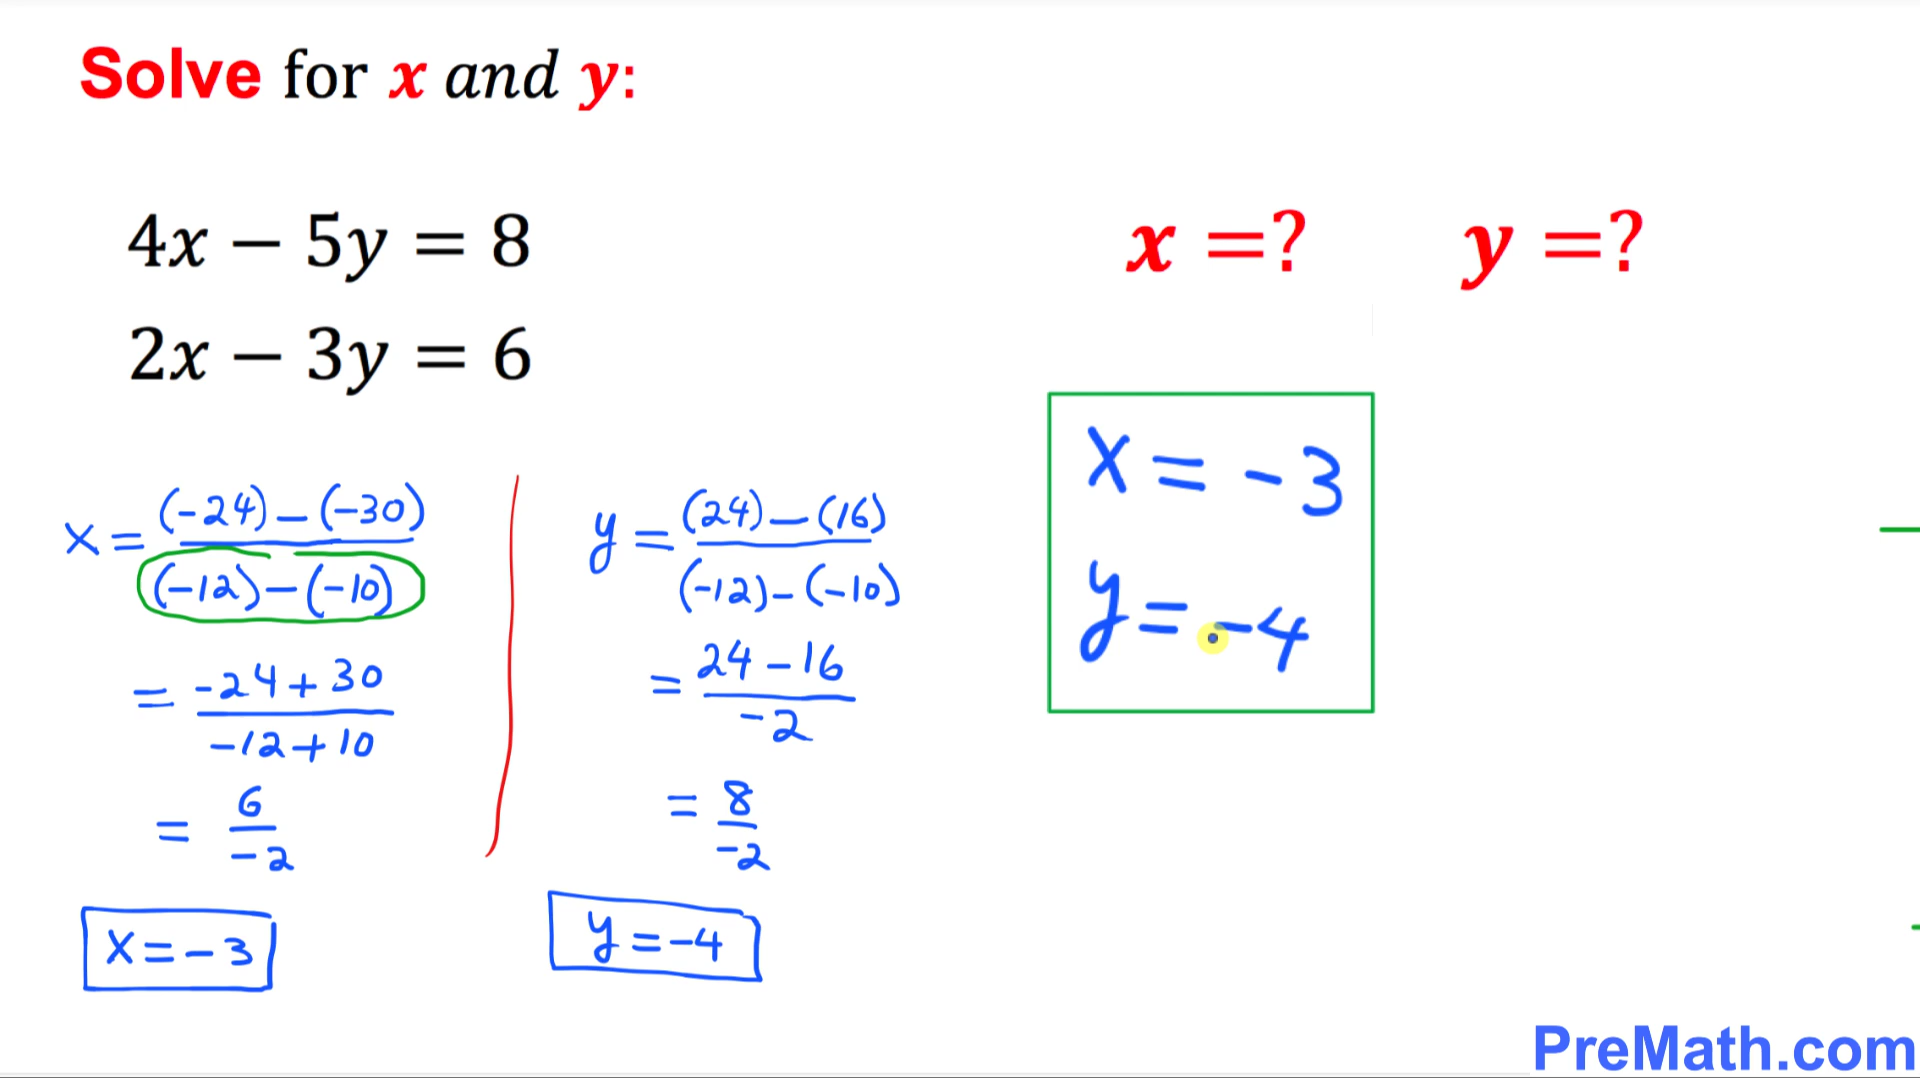 Solve for x and y:
4x − 5y = 8
2x − 3y = 6
x =? y =?
x = (-24) - (-30) / (-12) - (-10)
= -24 + 30 / -12 + 10
= 6 / -2
x = -3
y = (24) - (16) / (-12) - (-10)
= 24 - 16 / -2
= 8 / -2
y = -4
x = -3
y = -4
PreMath.com